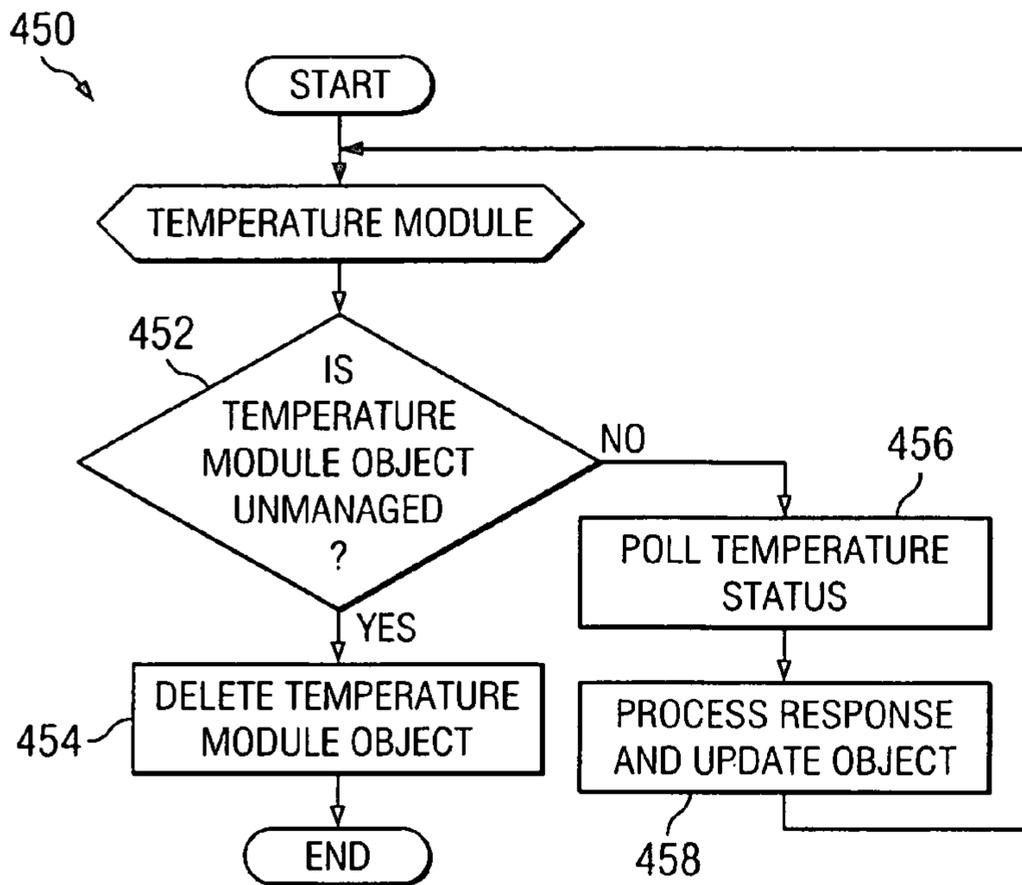 450
START
TEMPERATURE MODULE
452
IS
TEMPERATURE
MODULE OBJECT
UNMANAGED
?
NO
YES
456
POLL TEMPERATURE
STATUS
454
DELETE TEMPERATURE
MODULE OBJECT
PROCESS RESPONSE
AND UPDATE OBJECT
458
END